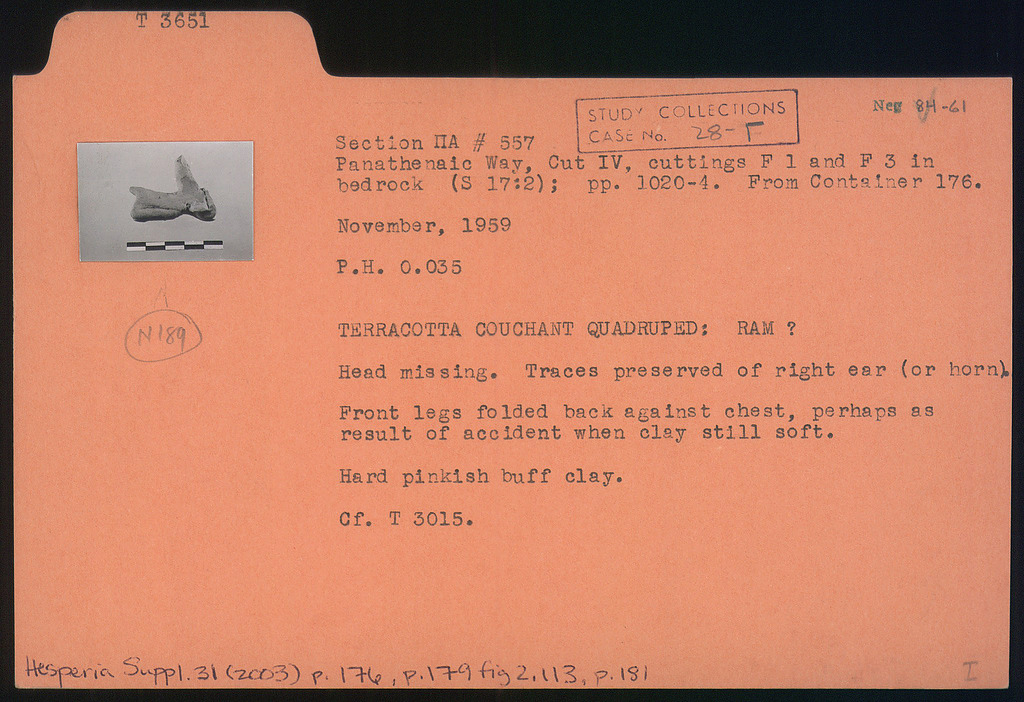 T 3651
Neg 84-61
STUDY COLLECTIONS
CASE No. 28-F
Section ΠΑ # 557
Panathenaic Way, Cut IV, cuttings F 1 and F 3 in
bedrock (S 17:2); pp. 1020-4. From Container 176.
November, 1959
P.H. 0.035
N189
TERRACOTTA COUCHANT QUADRUPED: RAM ?
Head missing. Traces preserved of right ear (or horn).
Front legs folded back against chest, perhaps as
result of accident when clay still soft.
Hard pinkish buff clay.
Cf. T 3015.
Hesperia Suppl. 31 (2003) p. 176, p. 179 fig 2.113, p. 181
I